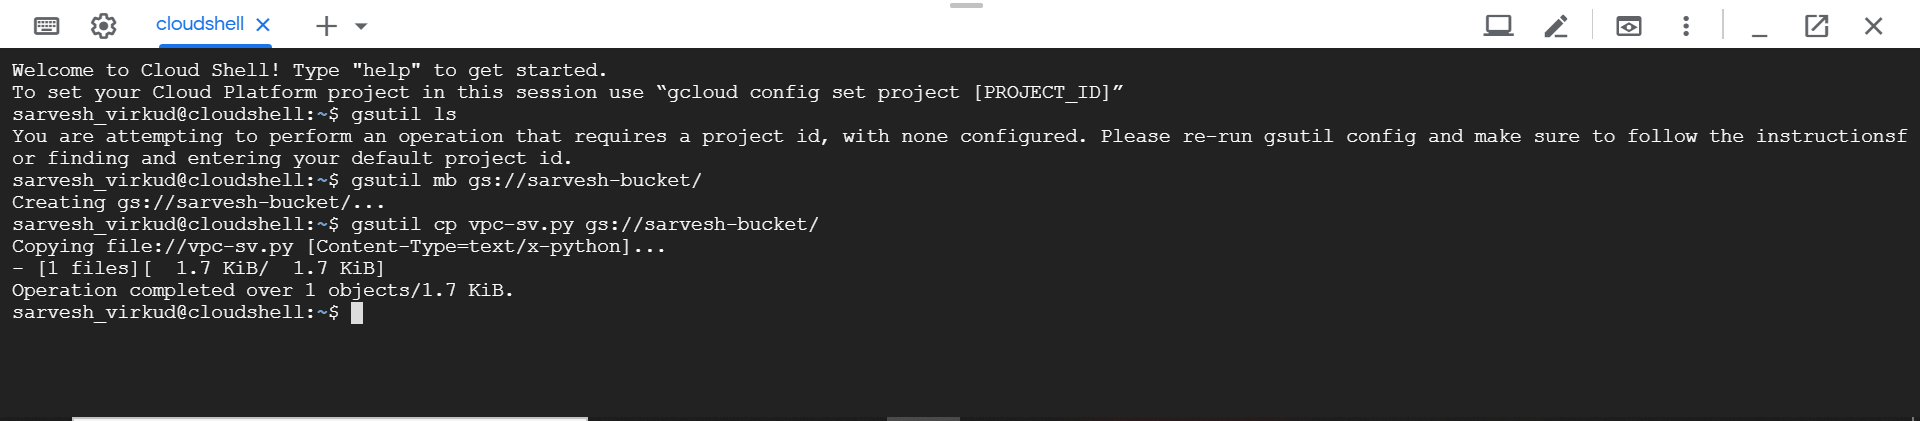 cloudshell
Welcome to Cloud Shell! Type "help" to get started.
To set your Cloud Platform project in this session use “gcloud config set project [PROJECT_ID]”
sarvesh_virkud@cloudshell:~$ gsutil ls
You are attempting to perform an operation that requires a project id, with none configured. Please re-run gsutil config and make sure to follow the instructionsf
or finding and entering your default project id.
sarvesh_virkud@cloudshell:~$ gsutil mb gs://sarvesh-bucket/
Creating gs://sarvesh-bucket/...
sarvesh_virkud@cloudshell:~$ gsutil cp vpc-sv.py gs://sarvesh-bucket/
Copying file://vpc-sv.py [Content-Type=text/x-python]...
- [1 files][  1.7 KiB/  1.7 KiB]
Operation completed over 1 objects/1.7 KiB.
sarvesh_virkud@cloudshell:~$